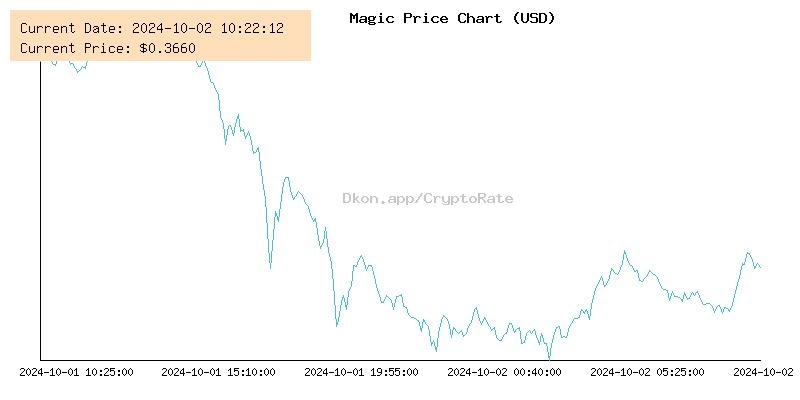 Magic Price Chart (USD)
Current Date: 2024-10-02 10:22:12
Current Price: $0.3660
Dkon.app/CryptoRate
2024-10-01 10:25:00 2024-10-01 15:10:00 2024-10-01 19:55:00 2024-10-02 00:40:00 2024-10-02 05:25:00 2024-10-02